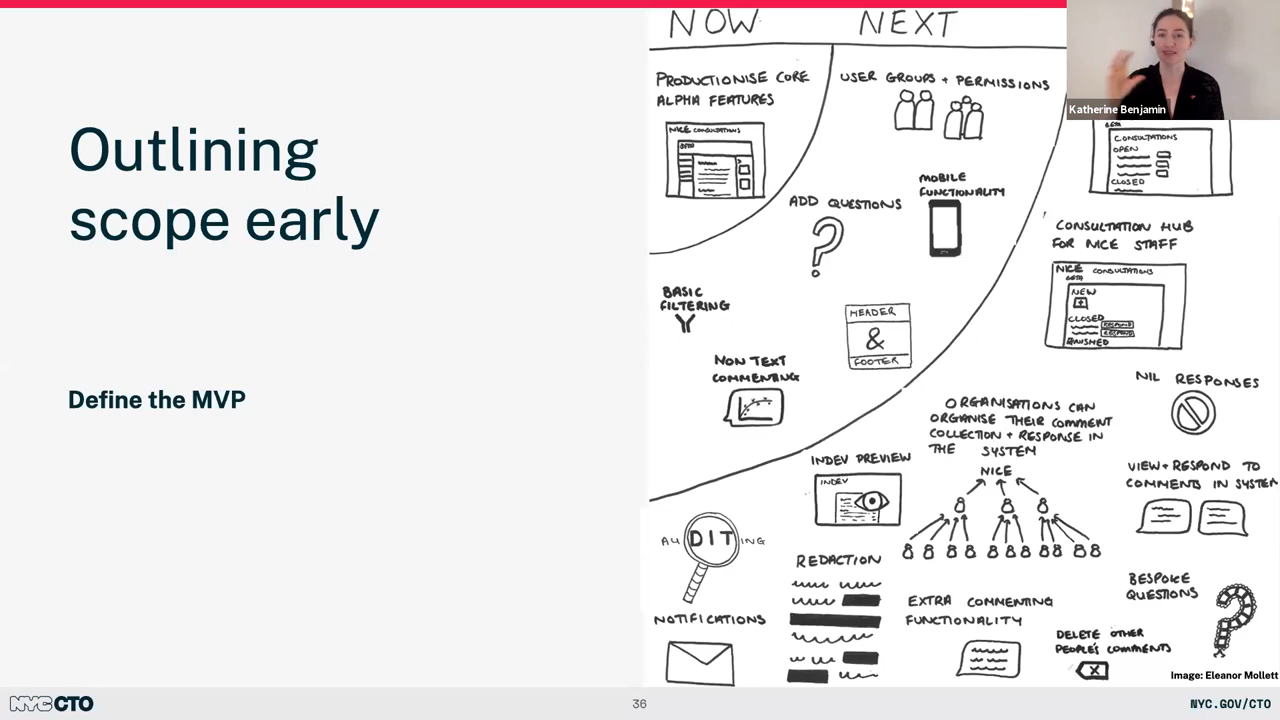 Outlining
scope early
Define the MVP
NOW
NEXT
PRODUCTIONISE CORE
ALPHA FEATURES
NICE CONSULTATIONS
BETA
USER GROUPS + PERMISSIONS
ADD QUESTIONS
?
MOBILE
FUNCTIONALITY
BASIC
FILTERING
HEADER
&
FOOTER
NON TEXT
COMMENTING
Katherine Benjamin
BETA
CONSULTATIONS
OPEN
CLOSED
CONSULTATION HUB
FOR NICE STAFF
NICE CONSULTATIONS
BETA
NEW
+
CLOSED
NIL RESPONSES
ORGANISATIONS CAN
ORGANISE THEIR COMMENT
COLLECTION + RESPONSE IN
THE SYSTEM
NICE
INDEV PREVIEW
INDEV
VIEW + RESPOND TO
COMMENTS IN SYSTEM
AUDITING
REDACTION
NOTIFICATIONS
EXTRA COMMENTING
FUNCTIONALITY
BESPOKE
QUESTIONS
?
DELETE OTHER
PEOPLE'S COMMENTS
Image: Eleanor Mollett
NYC CTO
36
NYC.GOV/CTO